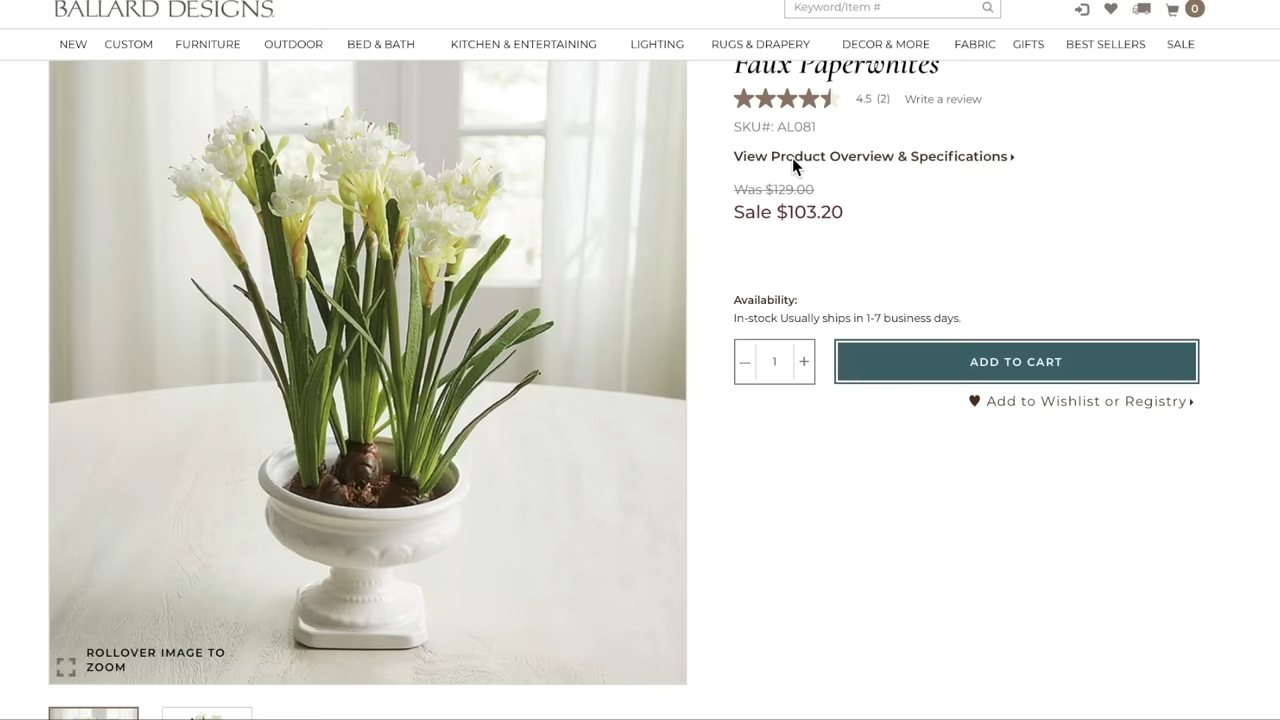 BALLARD DESIGNS.
Keyword/Item #
0
NEW CUSTOM FURNITURE OUTDOOR BED & BATH KITCHEN & ENTERTAINING LIGHTING RUGS & DRAPERY DECOR & MORE FABRIC GIFTS BEST SELLERS SALE
Faux Paperwhites
4.5 (2) Write a review
SKU#: AL081
View Product Overview & Specifications
Was $129.00
Sale $103.20
Availability:
In-stock Usually ships in 1-7 business days.
– 1 + ADD TO CART
Add to Wishlist or Registry
ROLLOVER IMAGE TO
ZOOM